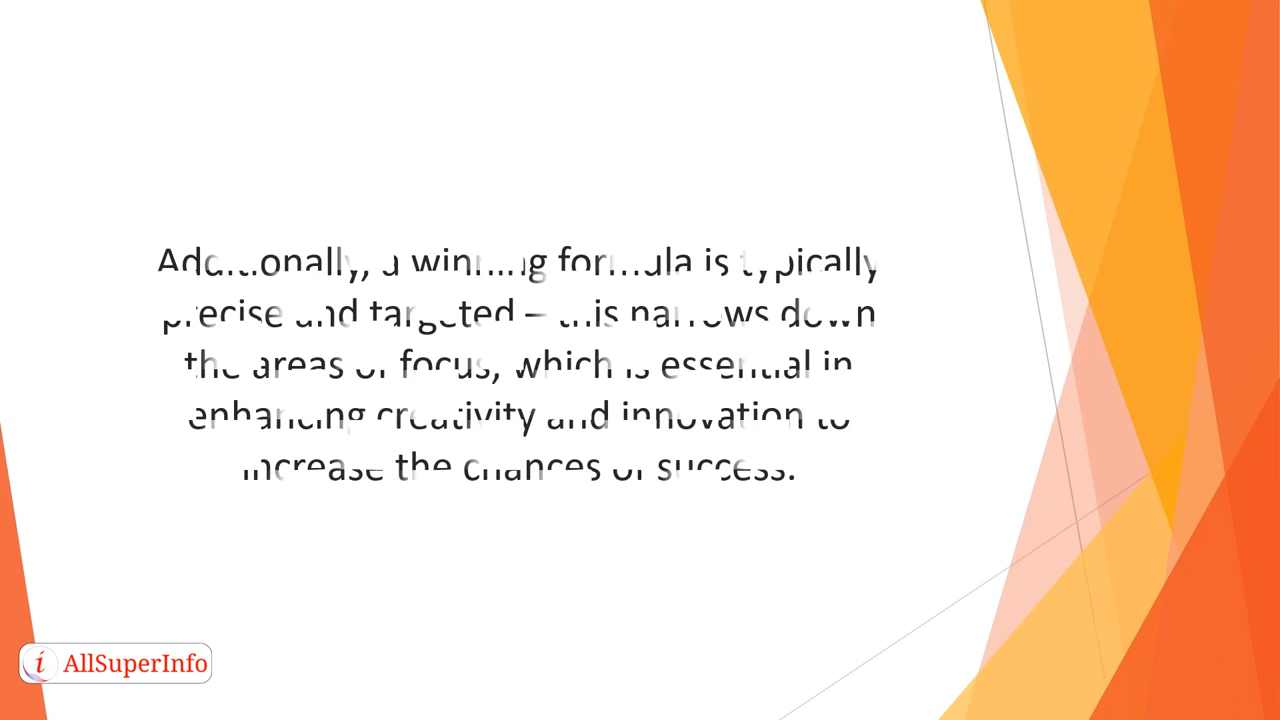 Additionally, a winning formula is typically
precise and targeted – this narrows down
the areas of focus, which is essential in
enhancing creativity and innovation to
increase the chances of success.
i AllSuperInfo